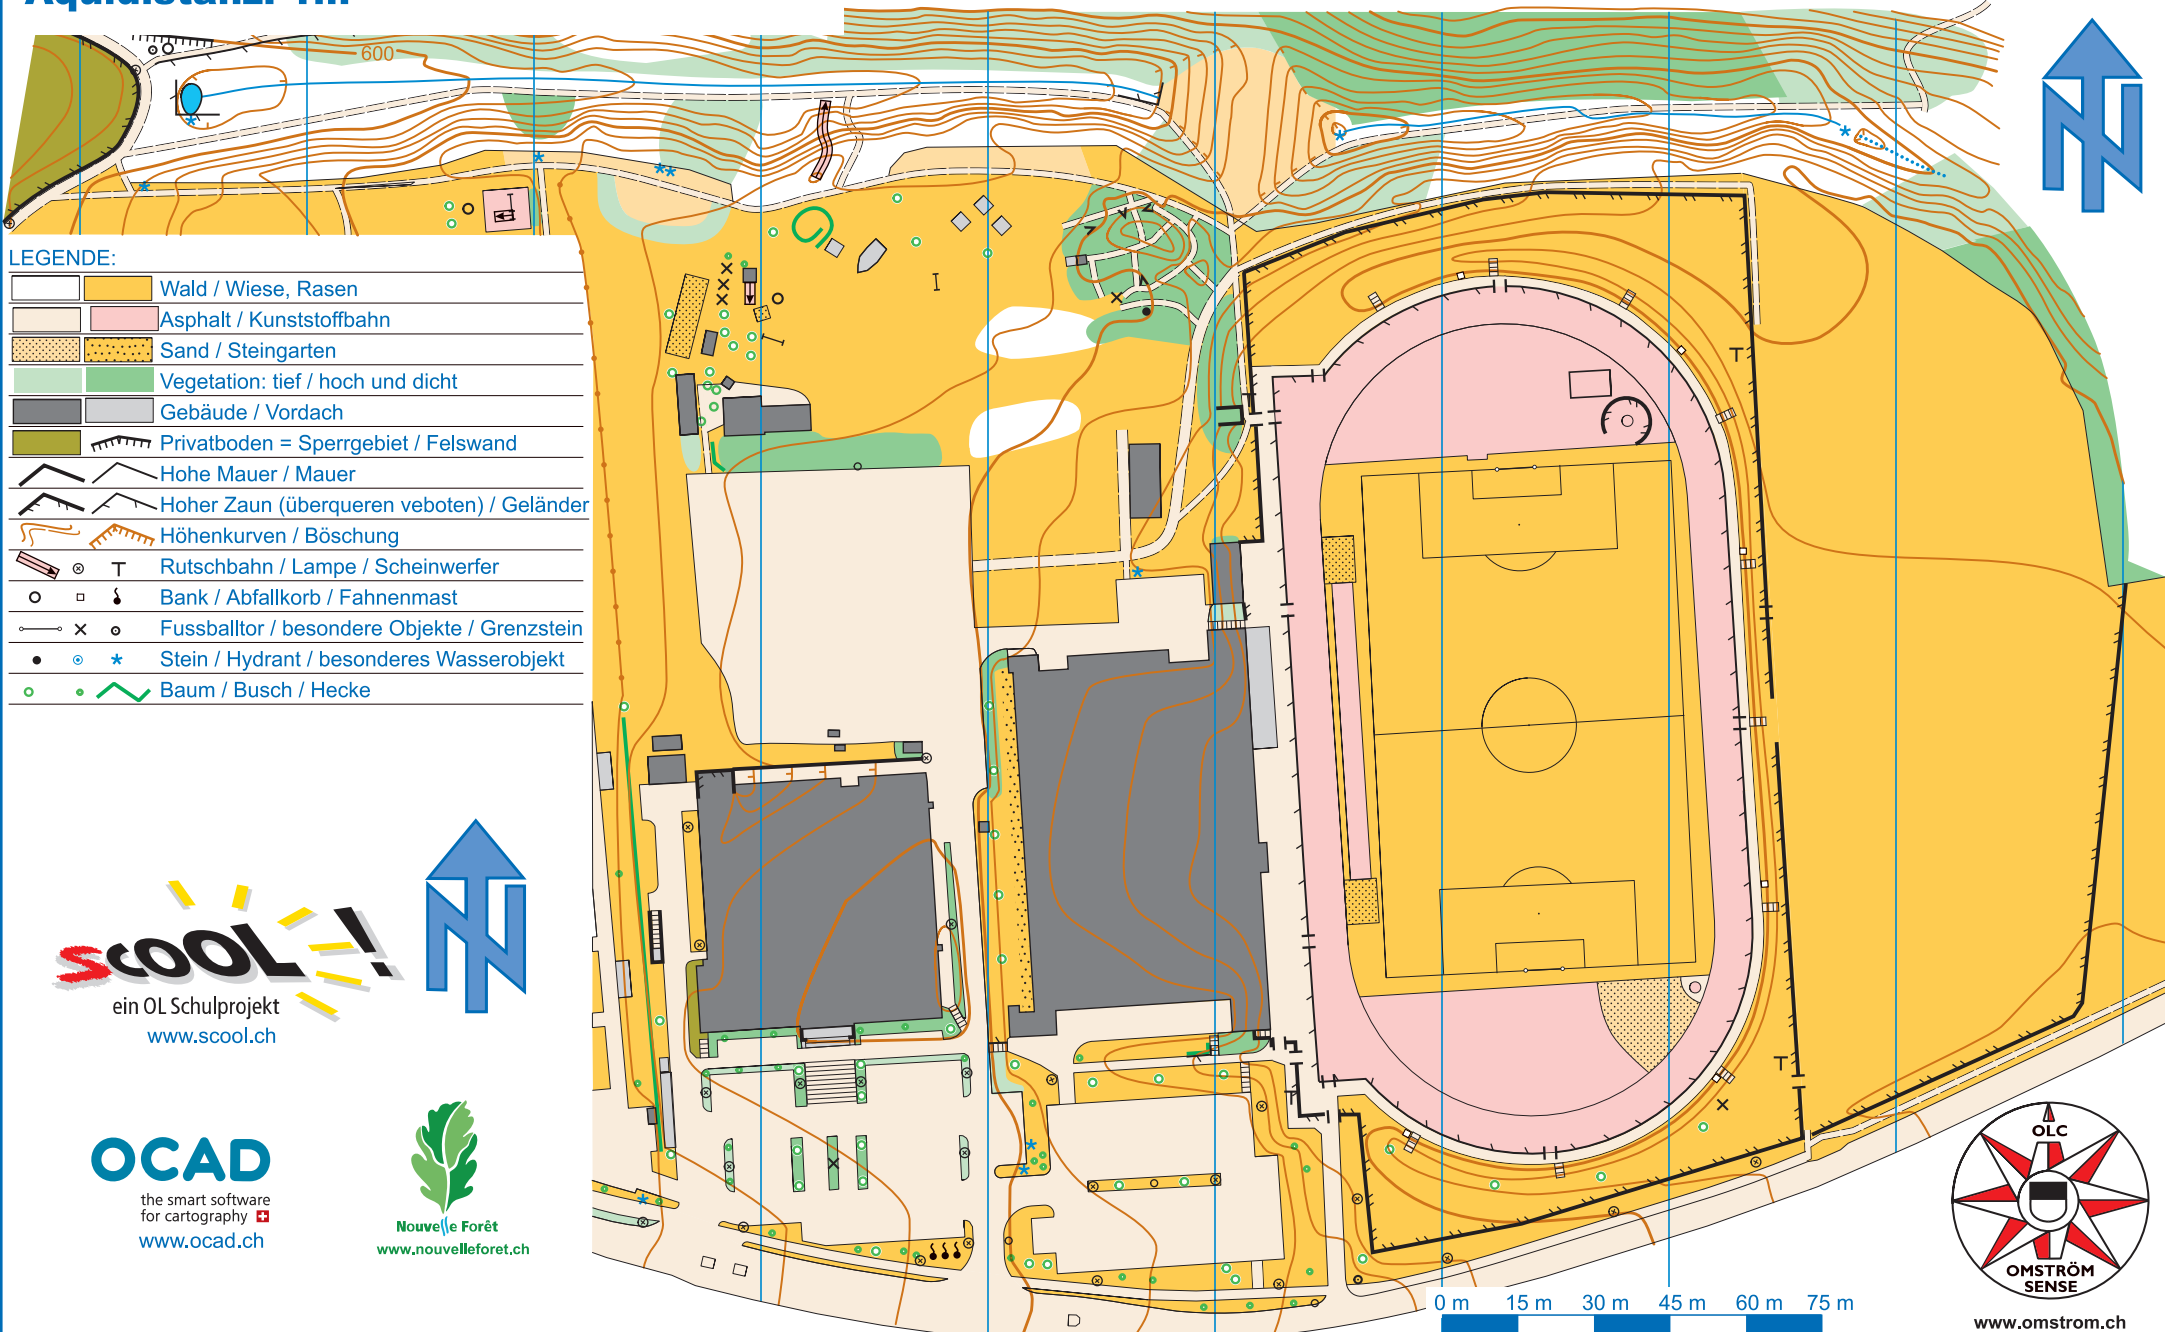 Äquidistanz: 1m
600
LEGENDE:
Wald / Wiese, Rasen
Asphalt / Kunststoffbahn
Sand / Steingarten
Vegetation: tief / hoch und dicht
Gebäude / Vordach
Privatboden = Sperrgebiet / Felswand
Hohe Mauer / Mauer
Hoher Zaun (überqueren veboten) / Geländer
Höhenkurven / Böschung
Rutschbahn / Lampe / Scheinwerfer
Bank / Abfallkorb / Fahnenmast
Fussballtor / besondere Objekte / Grenzstein
Stein / Hydrant / besonderes Wasserobjekt
Baum / Busch / Hecke
sCOOL!
ein OL Schulprojekt
www.scool.ch
N
N
OCAD
the smart software
for cartography
www.ocad.ch
Nouvelle Forêt
www.nouvelleforet.ch
OLC
OMSTRÖM
SENSE
www.omstrom.ch
0 m 15 m 30 m 45 m 60 m 75 m